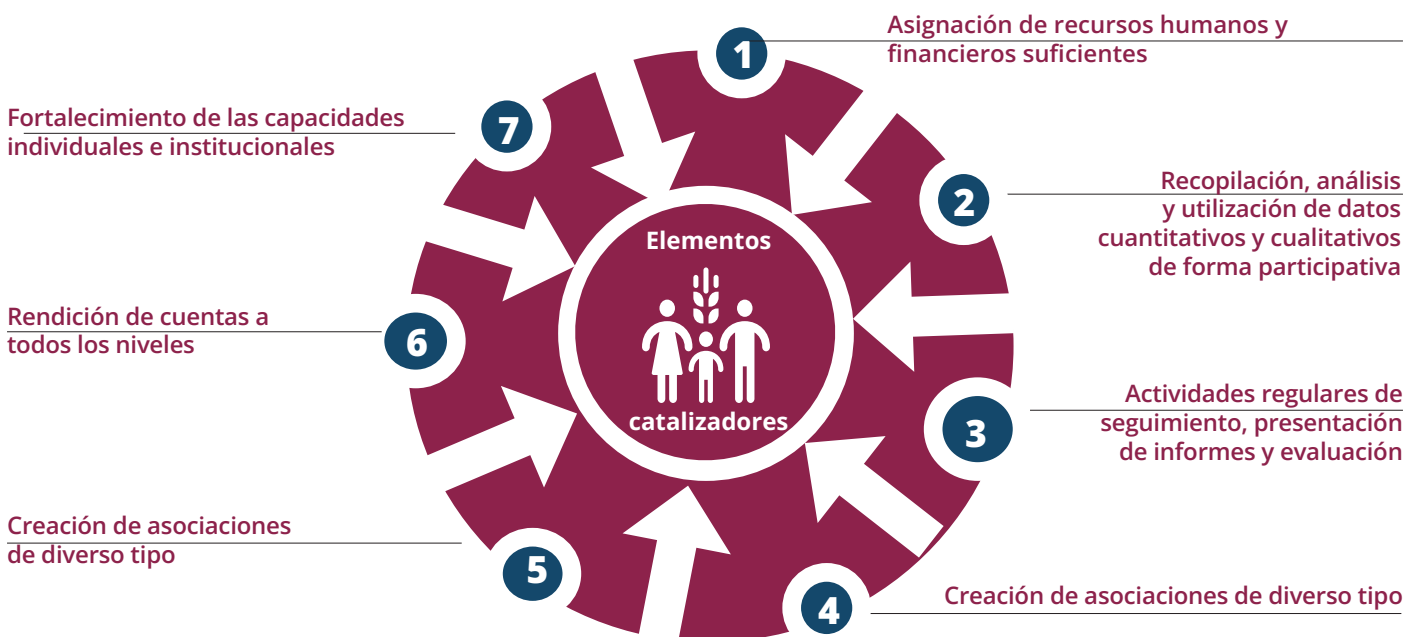 1
Asignación de recursos humanos y
financieros suficientes
2
Recopilación, análisis
y utilización de datos
cuantitativos y cualitativos
de forma participativa
3
Actividades regulares de
seguimiento, presentación
de informes y evaluación
4
Creación de asociaciones de diverso tipo
5
Creación de asociaciones
de diverso tipo
6
Rendición de cuentas a
todos los niveles
7
Fortalecimiento de las capacidades
individuales e institucionales
Elementos
catalizadores